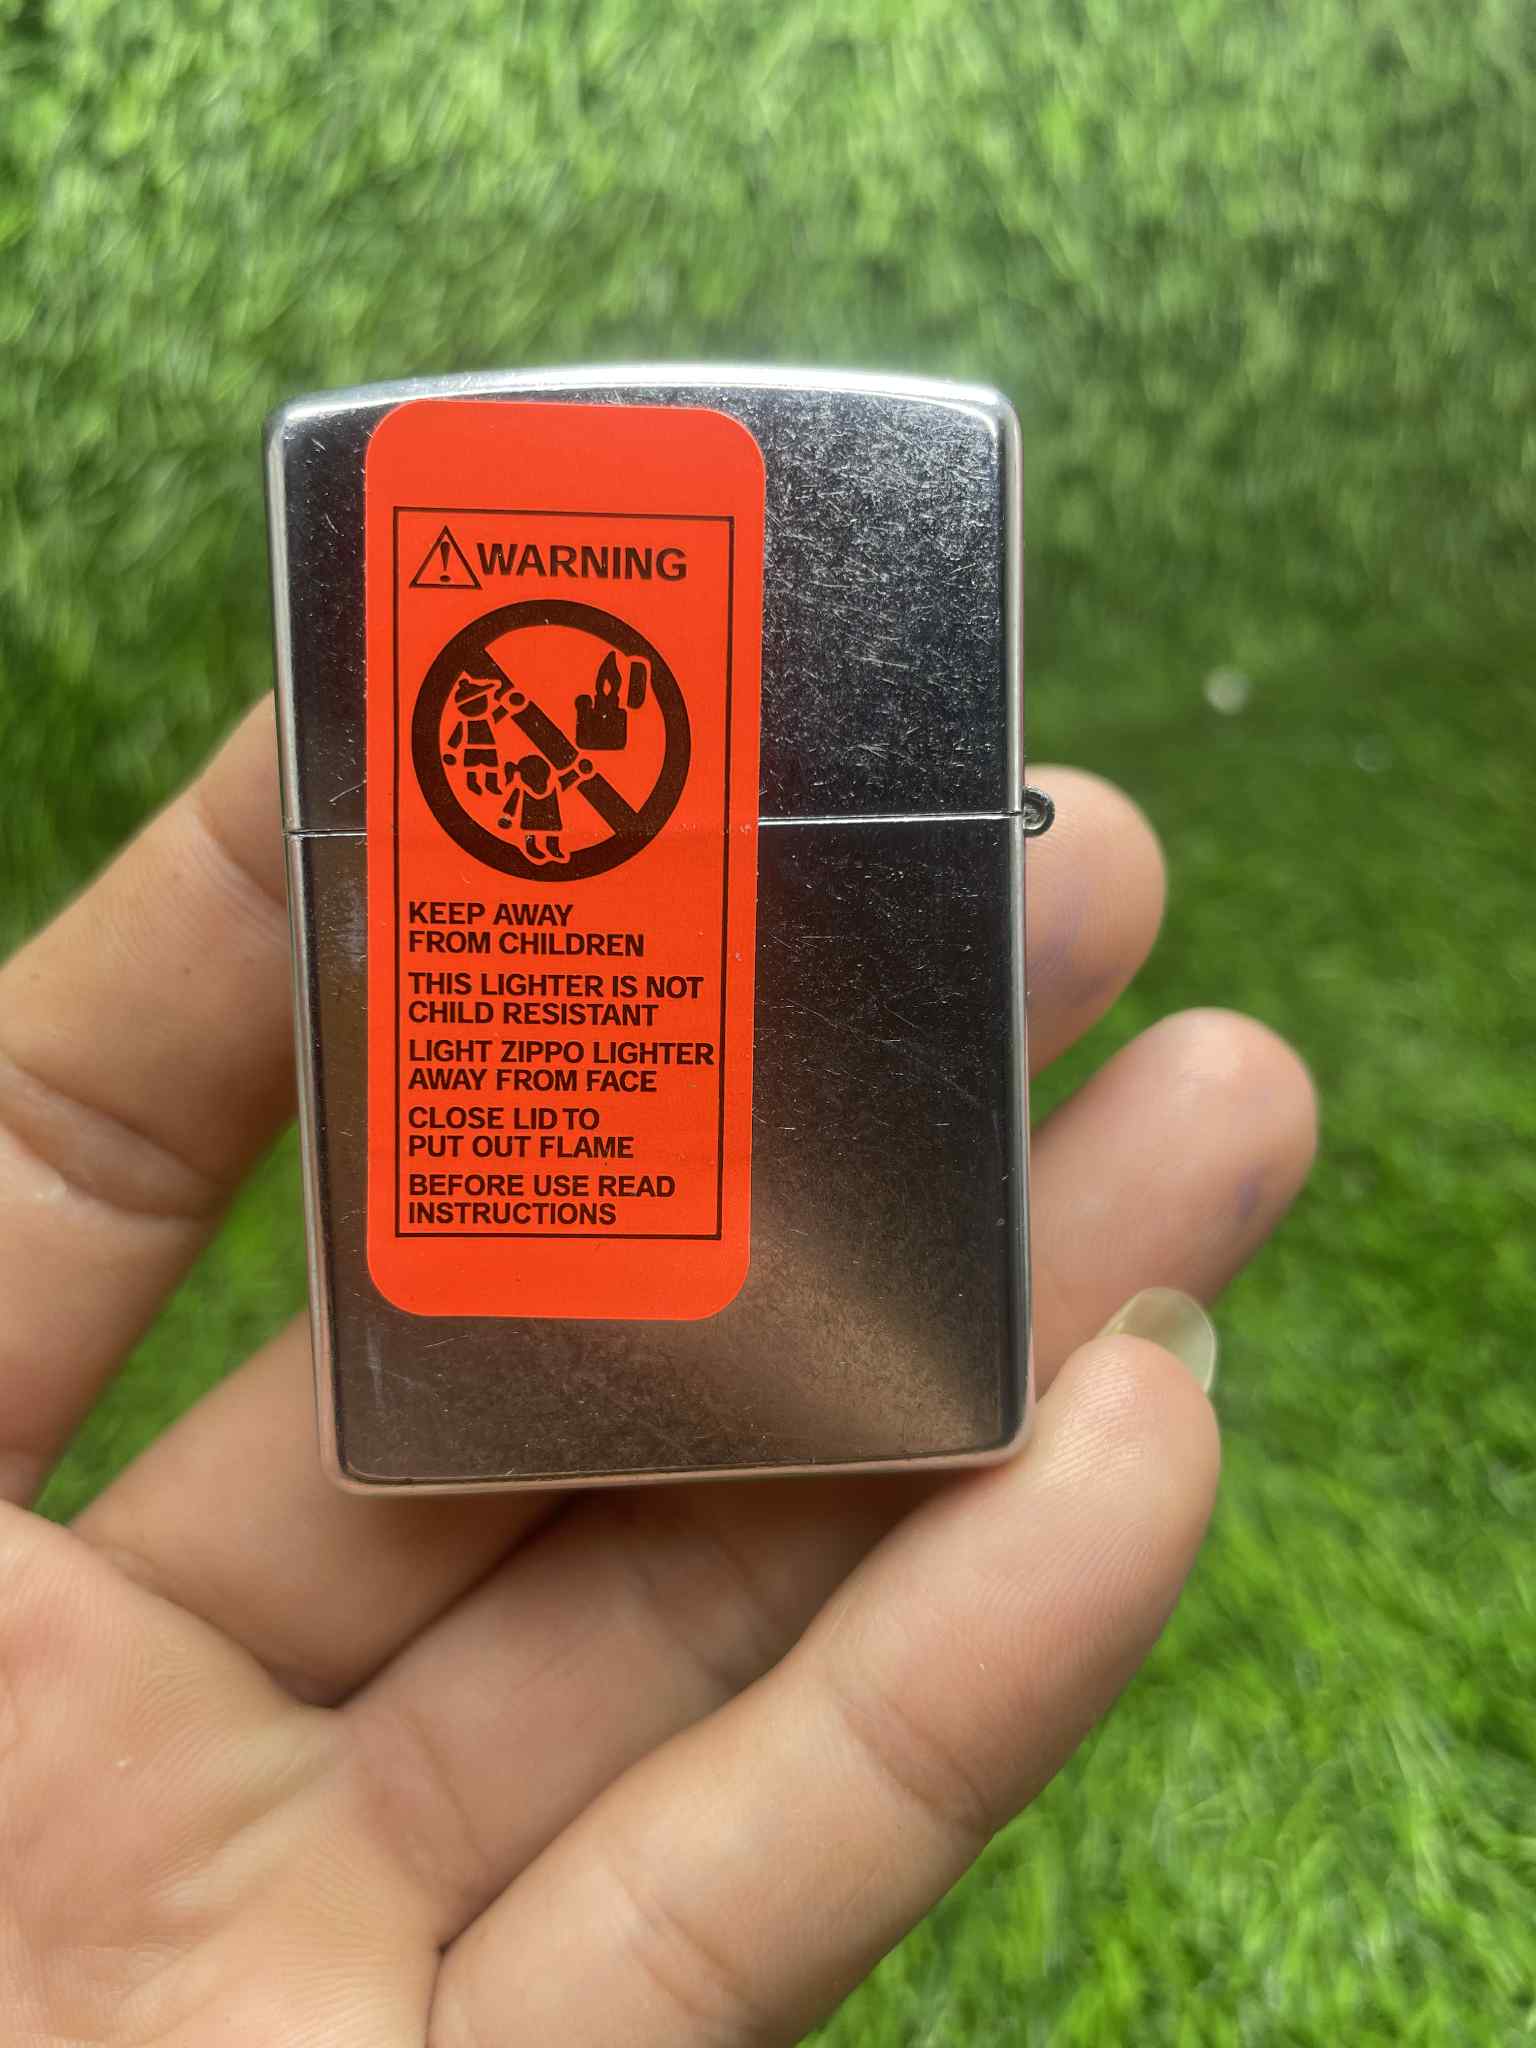 WARNING
KEEP AWAY
FROM CHILDREN
THIS LIGHTER IS NOT
CHILD RESISTANT
LIGHT ZIPPO LIGHTER
AWAY FROM FACE
CLOSE LID TO
PUT OUT FLAME
BEFORE USE READ
INSTRUCTIONS